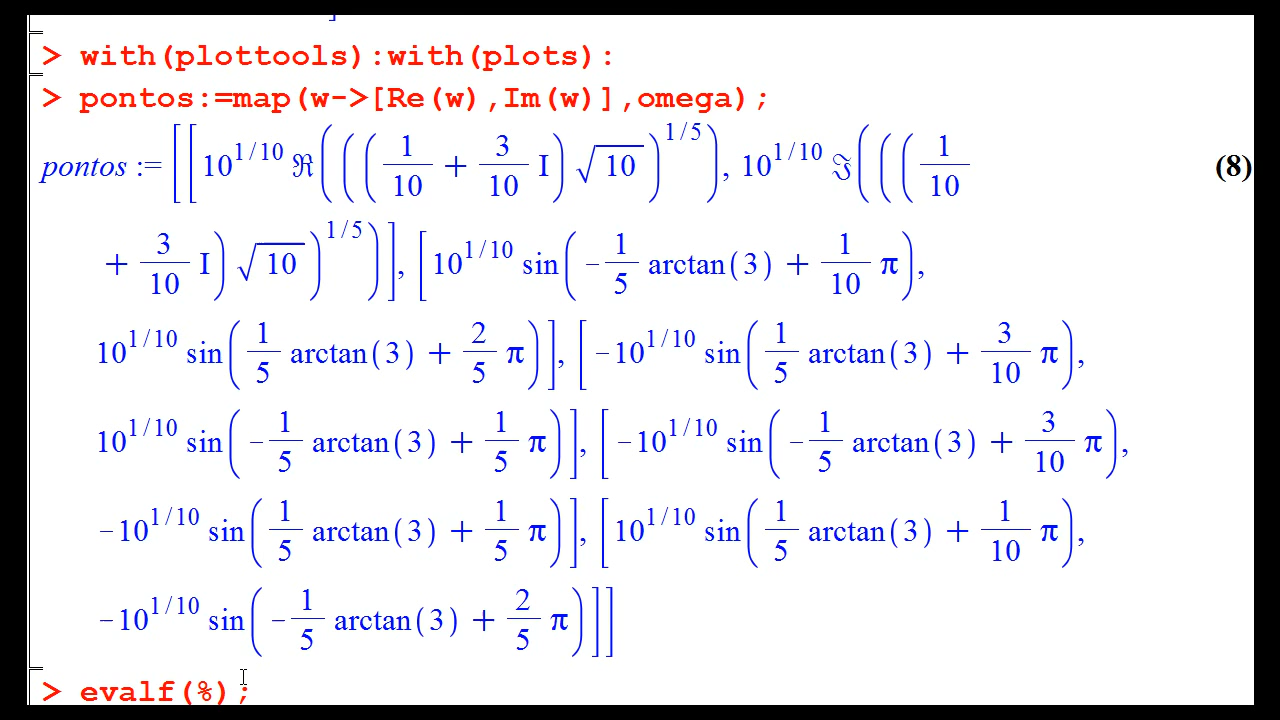 > with(plottools):with(plots):
> pontos:=map(w->[Re(w),Im(w)],omega);
pontos := [[10^{1/10} ℜ(((1/10 + 3/10 I) √10)^{1/5}), 10^{1/10} ℑ(((1/10 (8)
+ 3/10 I) √10)^{1/5})], [10^{1/10} sin(-1/5 arctan(3) + 1/10 π),
10^{1/10} sin(1/5 arctan(3) + 2/5 π)], [-10^{1/10} sin(1/5 arctan(3) + 3/10 π),
10^{1/10} sin(-1/5 arctan(3) + 1/5 π)], [-10^{1/10} sin(-1/5 arctan(3) + 3/10 π),
-10^{1/10} sin(1/5 arctan(3) + 1/5 π)], [10^{1/10} sin(1/5 arctan(3) + 1/10 π),
-10^{1/10} sin(-1/5 arctan(3) + 2/5 π)]]
> evalf(%);